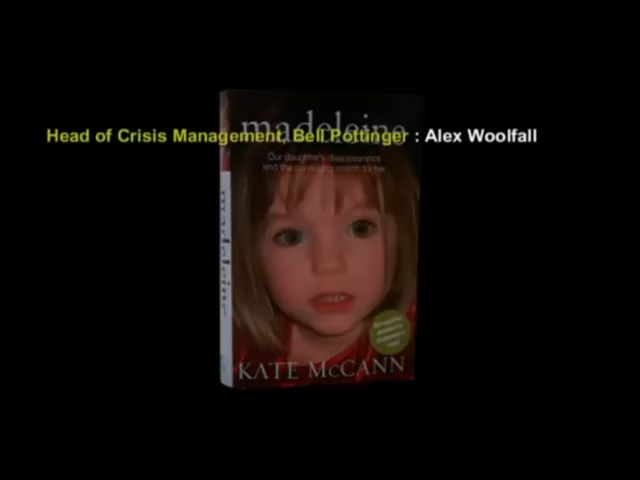 madeleine
Head of Crisis Management, Bell Pottinger : Alex Woolfall
Our daughter's disappearance
and the continuing search for her
madeleine
KATE McCANN